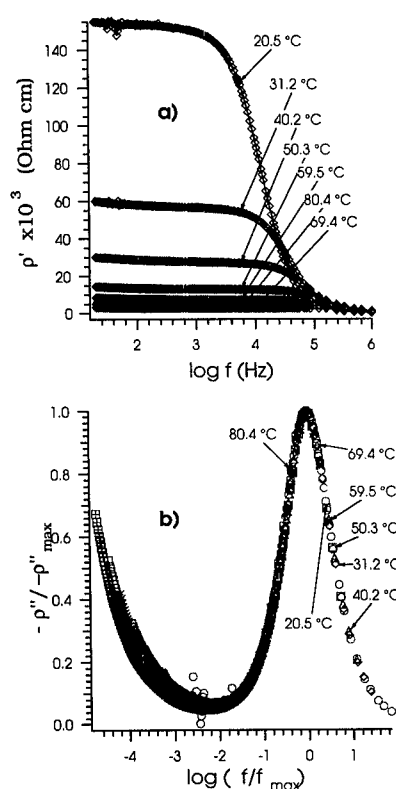 140
120
100
80
60
40
20
0
ρ' x10³ (Ohm cm)
a)
20.5 °C
31.2 °C
40.2 °C
50.3 °C
59.5 °C
80.4 °C
69.4 °C
2
3
4
5
6
log f (Hz)
1.0
0.8
0.6
0.4
0.2
0.0
- ρ''/-ρ''max
b)
80.4 °C
69.4 °C
59.5 °C
50.3 °C
31.2 °C
40.2 °C
20.5 °C
-4
-3
-2
-1
0
1
log ( f/f max )